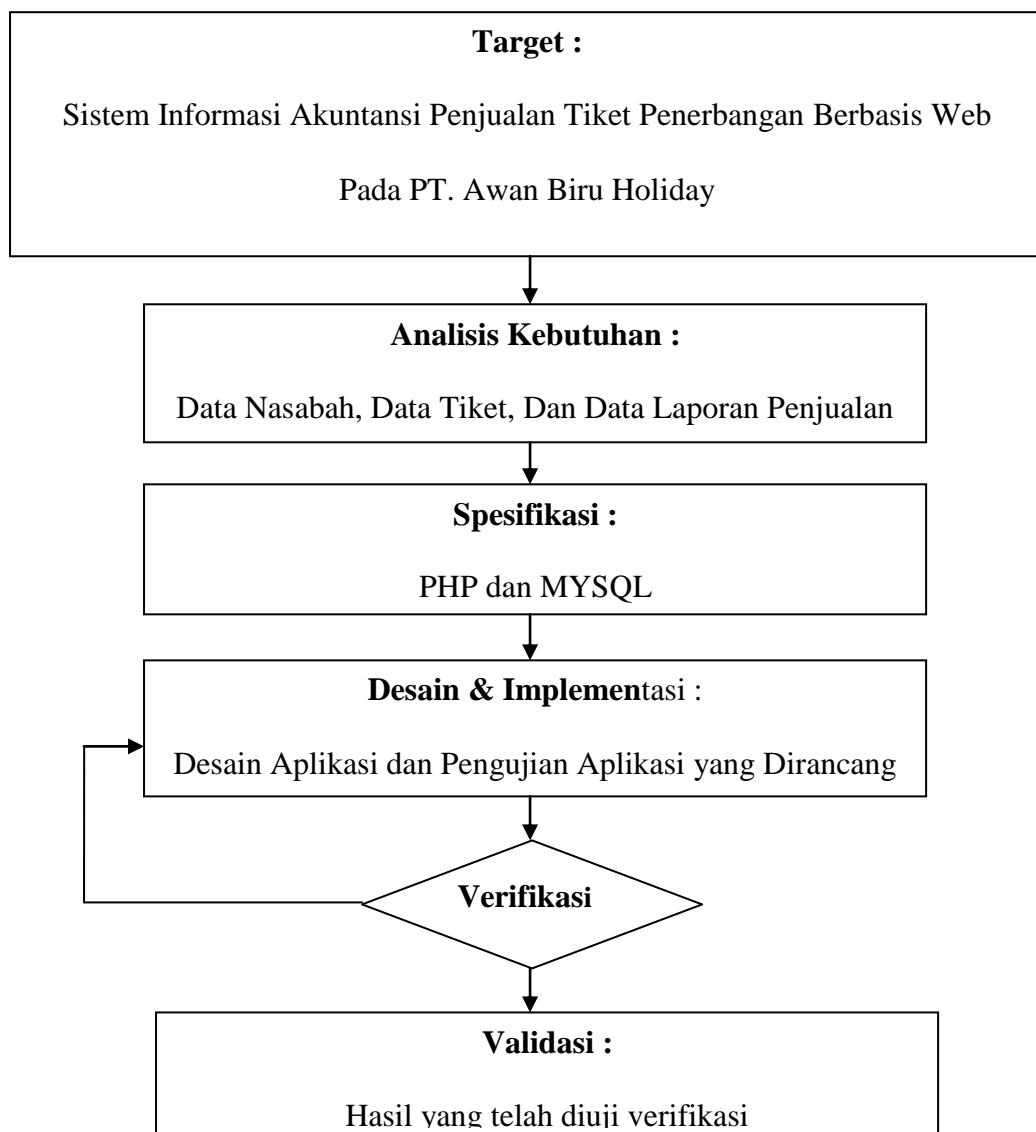 Target :
Sistem Informasi Akuntansi Penjualan Tiket Penerbangan Berbasis Web
Pada PT. Awan Biru Holiday
Analisis Kebutuhan :
Data Nasabah, Data Tiket, Dan Data Laporan Penjualan
Spesifikasi :
PHP dan MYSQL
Desain & Implementasi :
Desain Aplikasi dan Pengujian Aplikasi yang Dirancang
Verifikasi
Validasi :
Hasil yang telah diuji verifikasi